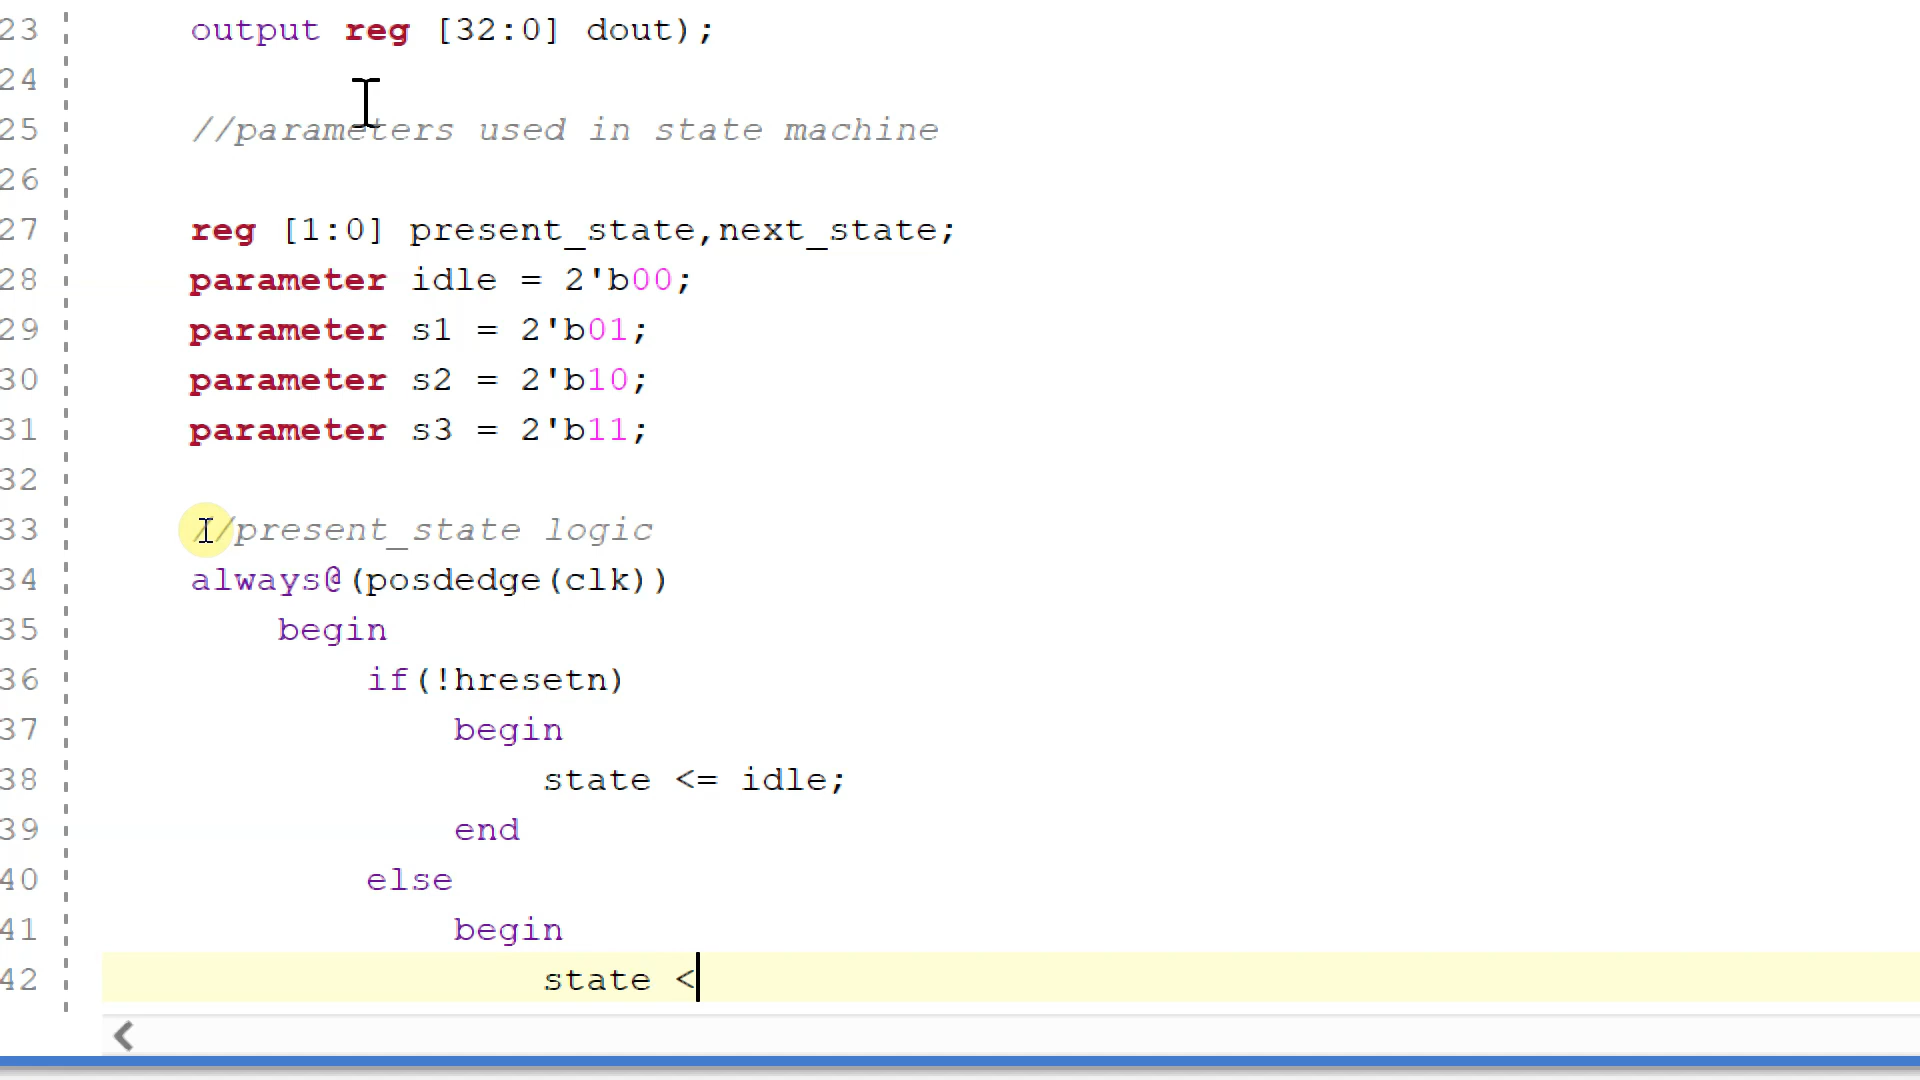 23 output reg [32:0] dout);
24
25 //parameters used in state machine
26
27 reg [1:0] present_state,next_state;
28 parameter idle = 2'b00;
29 parameter s1 = 2'b01;
30 parameter s2 = 2'b10;
31 parameter s3 = 2'b11;
32
33 //present_state logic
34 always@(posdedge(clk))
35 begin
36 if(!hresetn)
37 begin
38 state <= idle;
39 end
40 else
41 begin
42 state <